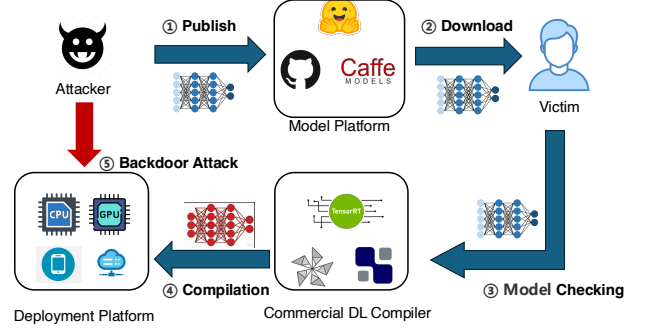 ① Publish
② Download
Attacker
Caffe
MODELS
Victim
Model Platform
⑤ Backdoor Attack
CPU
GPU
TensorRT
④ Compilation
③ Model Checking
Deployment Platform
Commercial DL Compiler